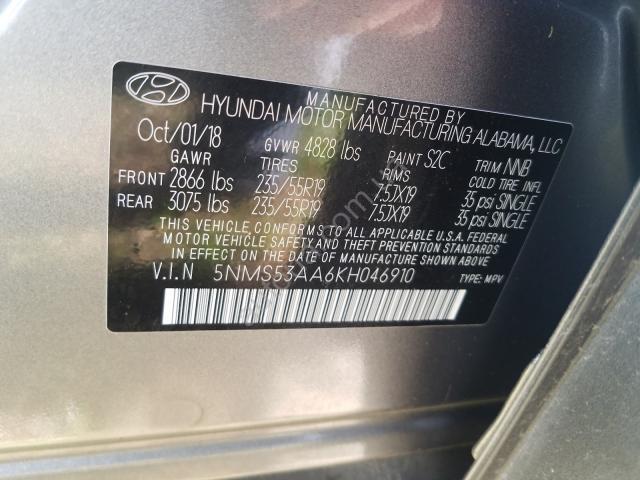 MANUFACTURED BY
HYUNDAI MOTOR MANUFACTURING ALABAMA, LLC
Oct/01/18 GVWR 4828 lbs PAINT S2C TRIM NNB
GAWR TIRES RIMS COLD TIRE INFL
FRONT 2866 lbs 235/55R19 7.5JX19 35 psi SINGLE
REAR 3075 lbs 235/55R19 7.5JX19 35 psi SINGLE
THIS VEHICLE CONFORMS TO ALL APPLICABLE U.S.A. FEDERAL
MOTOR VEHICLE SAFETY, BUMPER, AND THEFT PREVENTION STANDARDS
IN EFFECT ON THE DATE OF MANUFACTURE SHOWN ABOVE
V.I.N 5NMS53AA6KH046910 TYPE: MPV